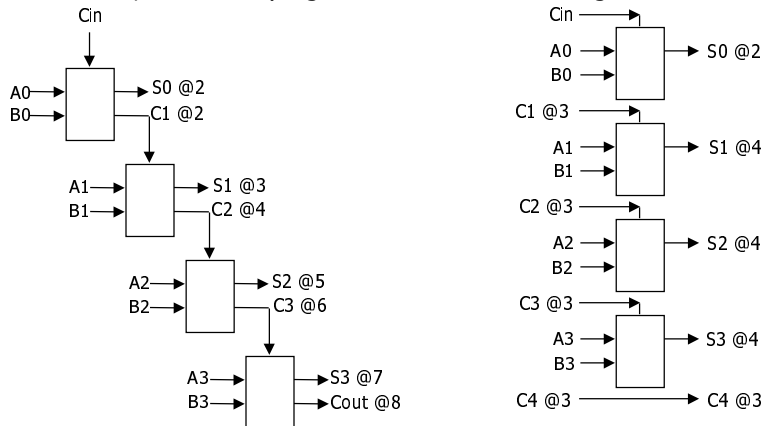 Cin
A0
B0
S0 @2
C1 @2
A1
B1
S1 @3
C2 @4
A2
B2
S2 @5
C3 @6
A3
B3
S3 @7
Cout @8
Cin
A0
B0
S0 @2
C1 @3
A1
B1
S1 @4
C2 @3
A2
B2
S2 @4
C3 @3
A3
B3
S3 @4
C4 @3
C4 @3